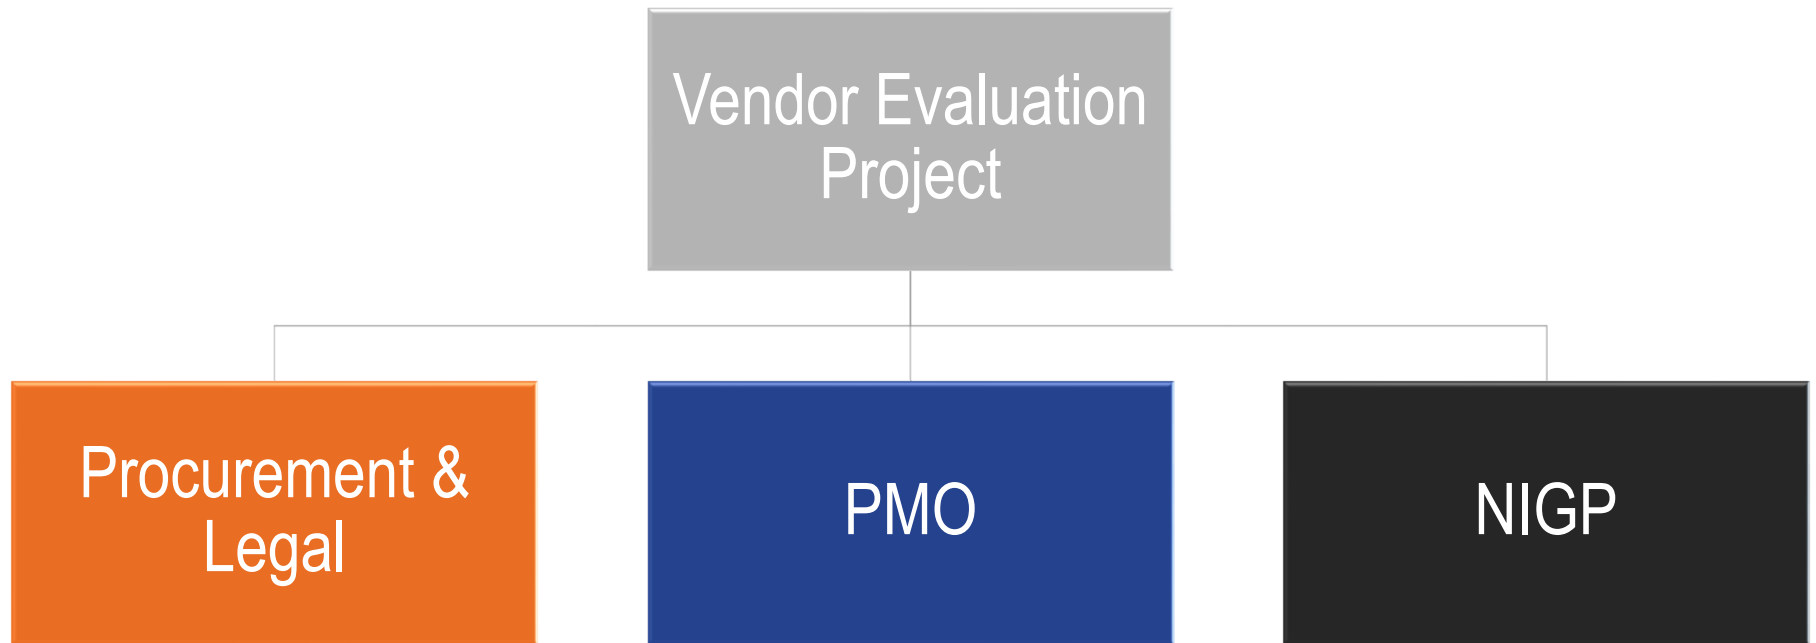 Vendor Evaluation
Project
Procurement &
Legal
PMO
NIGP